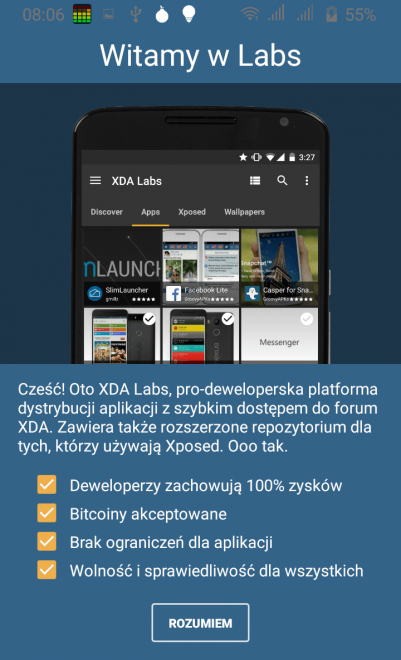 08:06 55%
Witamy w Labs
3:27
XDA Labs
Discover Apps Xposed Wallpapers
nLAUNCH
Snapchat™
SlimLauncher Facebook Lite Casper for Sna...
GroovyAPKs GroovyAPKs
Messenger
Cześć! Oto XDA Labs, pro-deweloperska platforma
dystrybucji aplikacji z szybkim dostępem do forum
XDA. Zawiera także rozszerzone repozytorium dla
tych, którzy używają Xposed. Ooo tak.
Deweloperzy zachowują 100% zysków
Bitcoiny akceptowane
Brak ograniczeń dla aplikacji
Wolność i sprawiedliwość dla wszystkich
ROZUMIEM